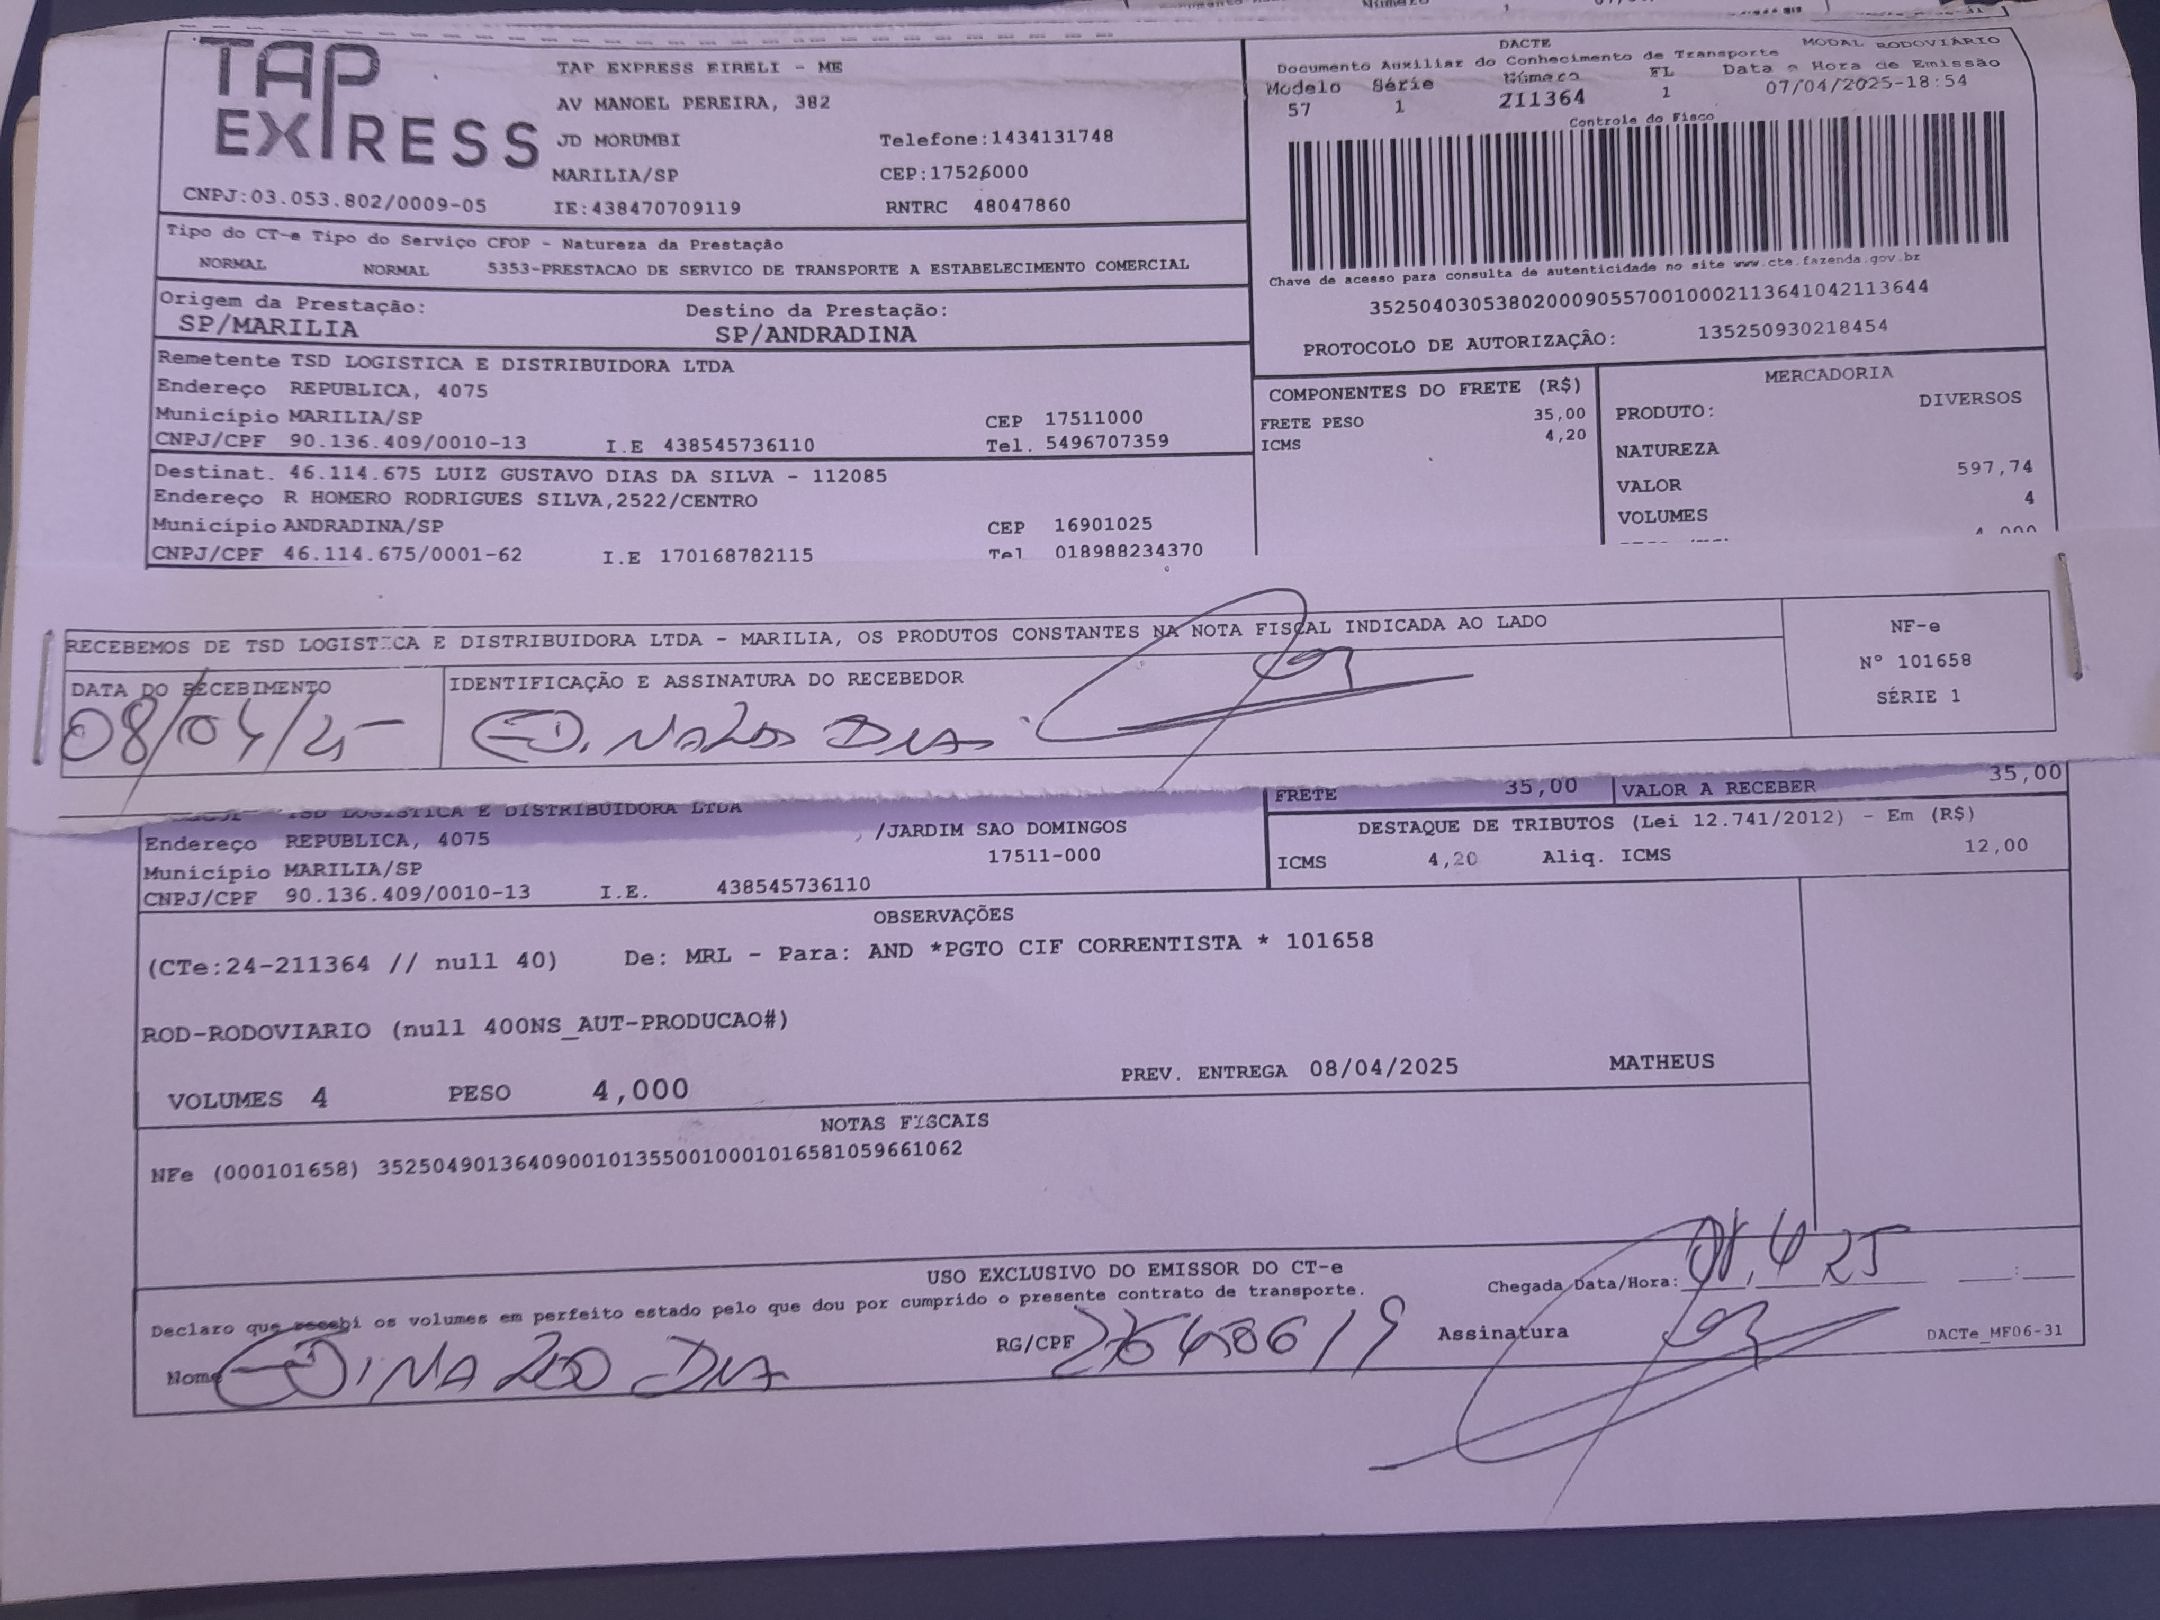 TAP EXPRESS
TAP EXPRESS EIRELI - ME
AV MANOEL PEREIRA, 382
JD MORUMBI Telefone:1434131748
MARILIA/SP CEP:17526000
CNPJ:03.053.802/0009-05 IE:438470709119 RNTRC 48047860
DACTE MODAL RODOVIÁRIO
Documento Auxiliar do Conhecimento de Transporte
Modelo Série Número FL Data e Hora de Emissão
57 1 211364 1 07/04/2025-18:54
Controle do Fisco
Chave de acesso para consulta de autenticidade no site www.cte.fazenda.gov.br
35250403053802000905570010002113641042113644
PROTOCOLO DE AUTORIZAÇÂO: 135250930218454
Tipo do CT-e Tipo do Serviço CFOP - Natureza da Prestação
NORMAL NORMAL 5353-PRESTACAO DE SERVICO DE TRANSPORTE A ESTABELECIMENTO COMERCIAL
Origem da Prestação: Destino da Prestação:
SP/MARILIA SP/ANDRADINA
Remetente TSD LOGISTICA E DISTRIBUIDORA LTDA
Endereço REPUBLICA, 4075
Município MARILIA/SP CEP 17511000
CNPJ/CPF 90.136.409/0010-13 I.E 438545736110 Tel. 5496707359
Destinat. 46.114.675 LUIZ GUSTAVO DIAS DA SILVA - 112085
Endereço R HOMERO RODRIGUES SILVA,2522/CENTRO
Município ANDRADINA/SP CEP 16901025
CNPJ/CPF 46.114.675/0001-62 I.E 170168782115 Tel 018988234370
COMPONENTES DO FRETE (R$)
FRETE PESO 35,00
ICMS 4,20
MERCADORIA
PRODUTO: DIVERSOS
NATUREZA
VALOR 597,74
VOLUMES 4
RECEBEMOS DE TSD LOGISTICA E DISTRIBUIDORA LTDA - MARILIA, OS PRODUTOS CONSTANTES NA NOTA FISCAL INDICADA AO LADO
DATA DO RECEBIMENTO IDENTIFICAÇÃO E ASSINATURA DO RECEBEDOR
08/04/25
NF-e
Nº 101658
SÉRIE 1
TSD LOGISTICA E DISTRIBUIDORA LTDA
Endereço REPUBLICA, 4075 /JARDIM SAO DOMINGOS
Município MARILIA/SP 17511-000
CNPJ/CPF 90.136.409/0010-13 I.E. 438545736110
FRETE 35,00 VALOR A RECEBER 35,00
DESTAQUE DE TRIBUTOS (Lei 12.741/2012) - Em (R$)
ICMS 4,20 Aliq. ICMS 12,00
OBSERVAÇÕES
(CTe:24-211364 // null 40) De: MRL - Para: AND *PGTO CIF CORRENTISTA * 101658
ROD-RODOVIARIO (null 400NS_AUT-PRODUCAO#)
VOLUMES 4 PESO 4,000 PREV. ENTREGA 08/04/2025 MATHEUS
NOTAS FISCAIS
NFe (000101658) 35250490136409001013550010001016581059661062
USO EXCLUSIVO DO EMISSOR DO CT-e
Declaro que recebi os volumes em perfeito estado pelo que dou por cumprido o presente contrato de transporte.
Chegada Data/Hora:
Nome RG/CPF Assinatura
DACTe_MF06-31